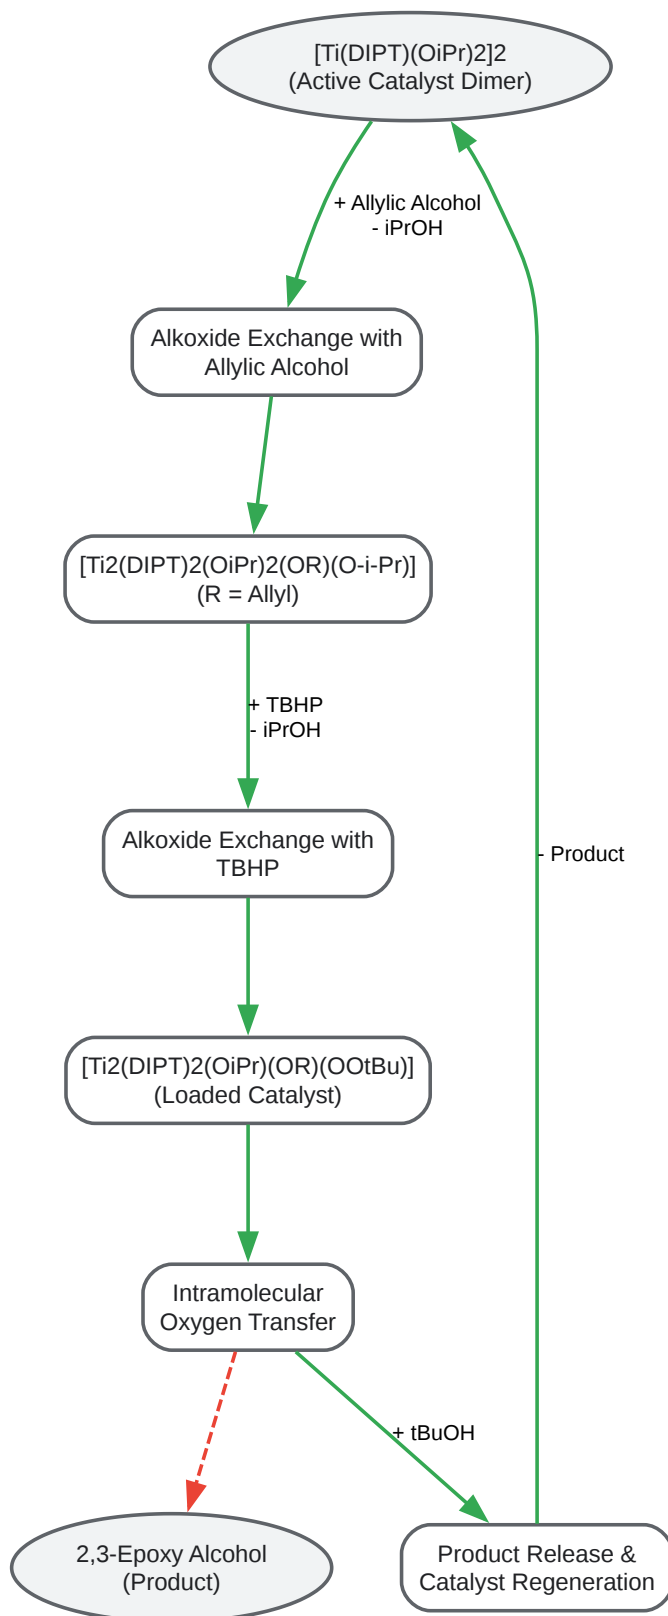 [Ti(DIPT)(OiPr)2]2
(Active Catalyst Dimer)
+ Allylic Alcohol
- iPrOH
Alkoxide Exchange with
Allylic Alcohol
[Ti2(DIPT)2(OiPr)2(OR)(O-i-Pr)]
(R = Allyl)
+ TBHP
- iPrOH
Alkoxide Exchange with
TBHP
- Product
[Ti2(DIPT)2(OiPr)(OR)(OOtBu)]
(Loaded Catalyst)
Intramolecular
Oxygen Transfer
+ tBuOH
2,3-Epoxy Alcohol
(Product)
Product Release &
Catalyst Regeneration